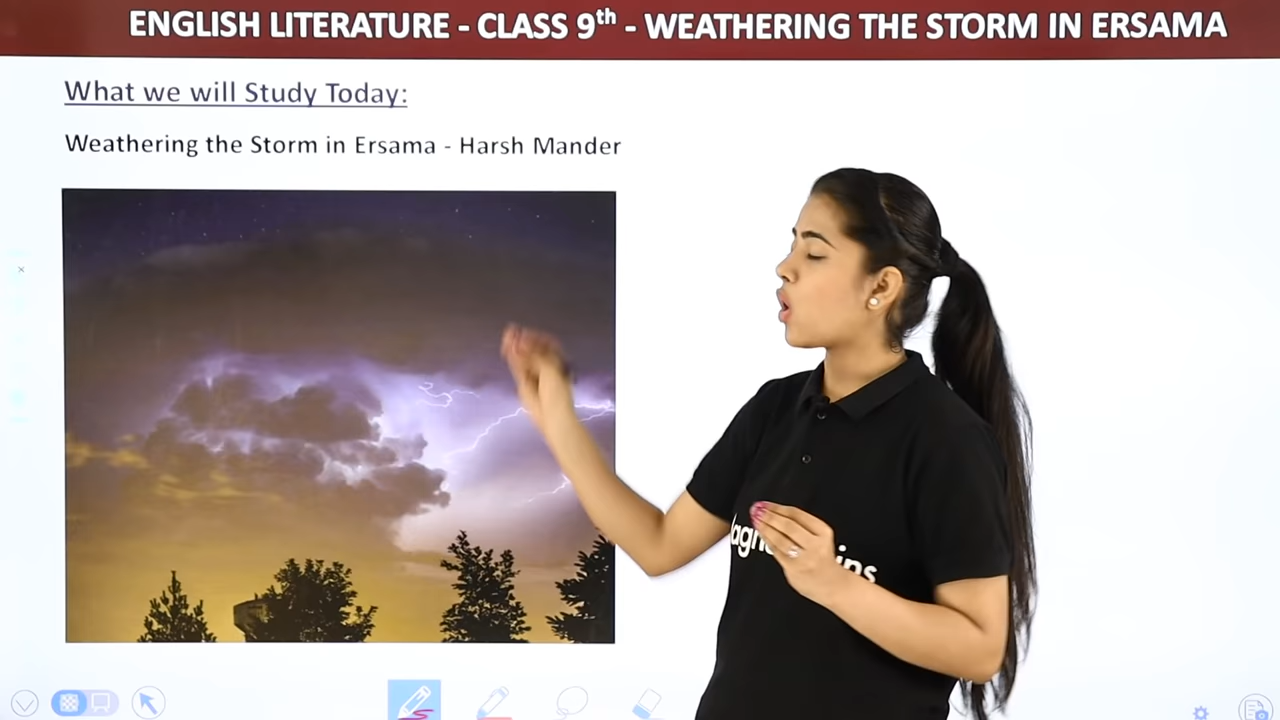 ENGLISH LITERATURE - CLASS 9th - WEATHERING THE STORM IN ERSAMA
What we will Study Today:
Weathering the Storm in Ersama - Harsh Mander